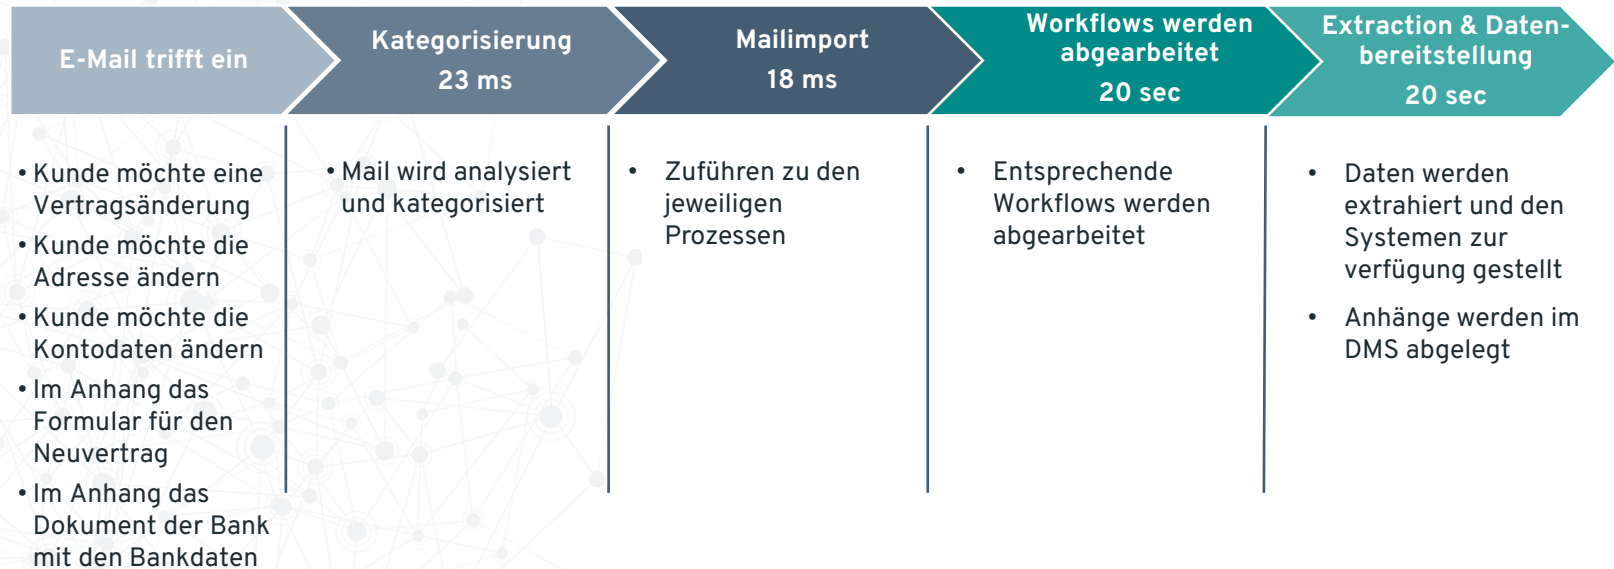 E-Mail trifft ein
Kategorisierung
23 ms
Mailimport
18 ms
Workflows werden
abgearbeitet
20 sec
Extraction & Daten-
bereitstellung
20 sec
• Kunde möchte eine
Vertragsänderung
• Kunde möchte die
Adresse ändern
• Kunde möchte die
Kontodaten ändern
• Im Anhang das
Formular für den
Neuvertrag
• Im Anhang das
Dokument der Bank
mit den Bankdaten
• Mail wird analysiert
und kategorisiert
• Zuführen zu den
jeweiligen
Prozessen
• Entsprechende
Workflows werden
abgearbeitet
• Daten werden
extrahiert und den
Systemen zur
verfügung gestellt
• Anhänge werden im
DMS abgelegt